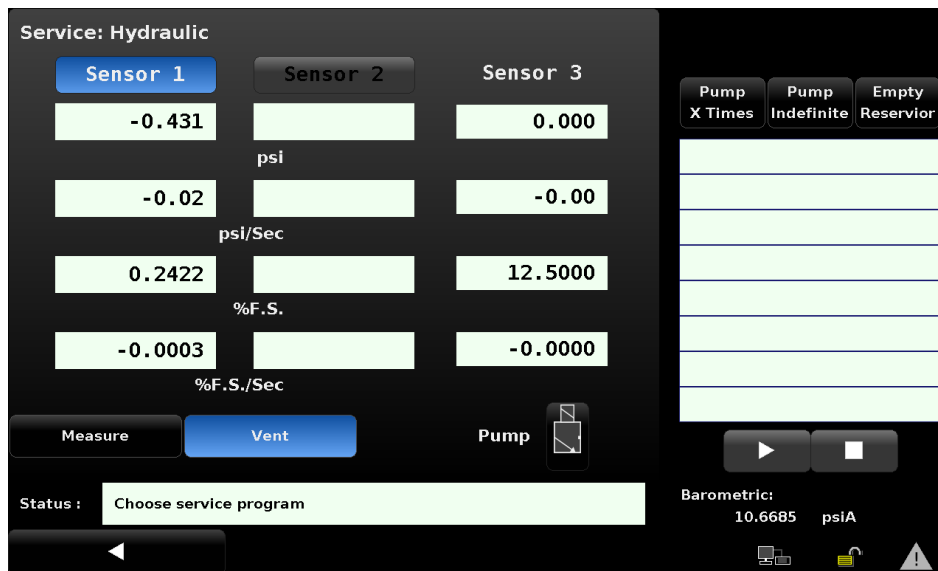 Service: Hydraulic
Sensor 1 Sensor 2 Sensor 3
-0.431 0.000
psi
-0.02 -0.00
psi/Sec
0.2422 12.5000
%F.S.
-0.0003 -0.0000
%F.S./Sec
Measure Vent Pump
Status : Choose service program
Pump X Times
Pump Indefinite
Empty Reservior
Barometric:
10.6685 psiA